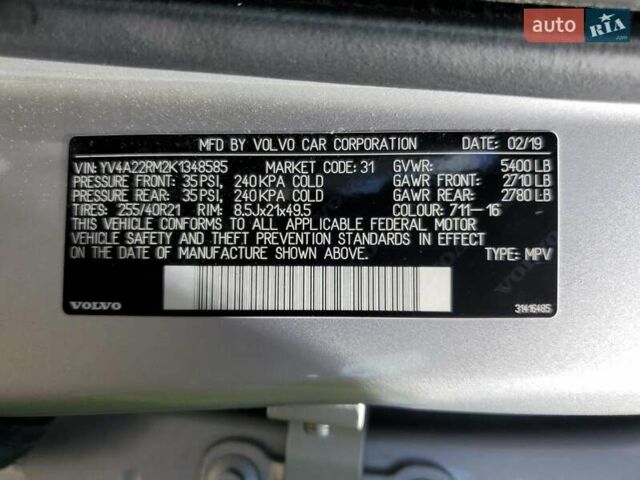 auto RIA.com
MFD BY VOLVO CAR CORPORATION DATE: 02/19
VIN: YV4A22RM2K1348585 MARKET CODE: 31 GVWR: 5400 LB
PRESSURE FRONT: 35 PSI, 240 KPA COLD GAWR FRONT: 2710 LB
PRESSURE REAR: 35 PSI, 240 KPA COLD GAWR REAR: 2780 LB
TIRES: 255/40R21 RIM: 8.5Jx21x49.5 COLOUR: 711-16
THIS VEHICLE CONFORMS TO ALL APPLICABLE FEDERAL MOTOR
VEHICLE SAFETY AND THEFT PREVENTION STANDARDS IN EFFECT
ON THE DATE OF MANUFACTURE SHOWN ABOVE. TYPE: MPV
VOLVO 31416485